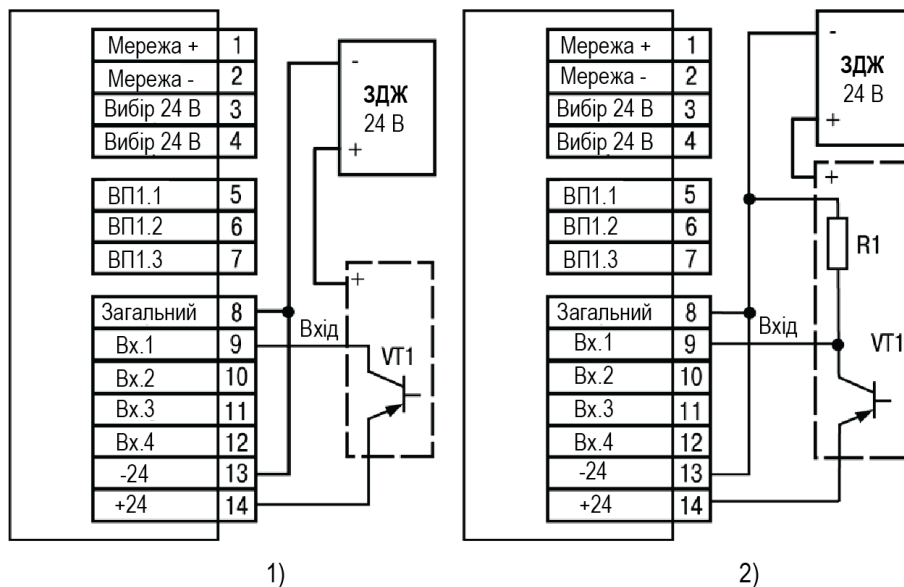 Мережа + 1
Мережа - 2
Вибір 24 В 3
Вибір 24 В 4
ВП1.1 5
ВП1.2 6
ВП1.3 7
Загальний 8
Вх.1 9
Вх.2 10
Вх.3 11
Вх.4 12
-24 13
+24 14
-
ЗДЖ
24 В
+
+
Вхід
VT1
1)
Мережа + 1
Мережа - 2
Вибір 24 В 3
Вибір 24 В 4
ВП1.1 5
ВП1.2 6
ВП1.3 7
Загальний 8
Вх.1 9
Вх.2 10
Вх.3 11
Вх.4 12
-24 13
+24 14
-
ЗДЖ
24 В
+
+
R1
Вхід
VT1
2)